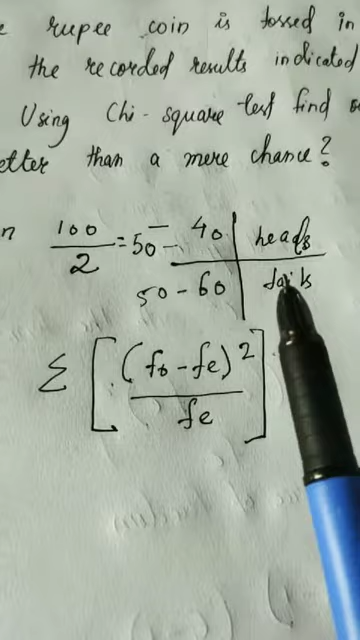 rupee coin is tossed in
the recorded results indicated
Using Chi-square test find
etter than a mere chance?
n 100/2 = 50 - 40 | heads
50 - 60 | tails
Σ [(fo - fe)² / fe]